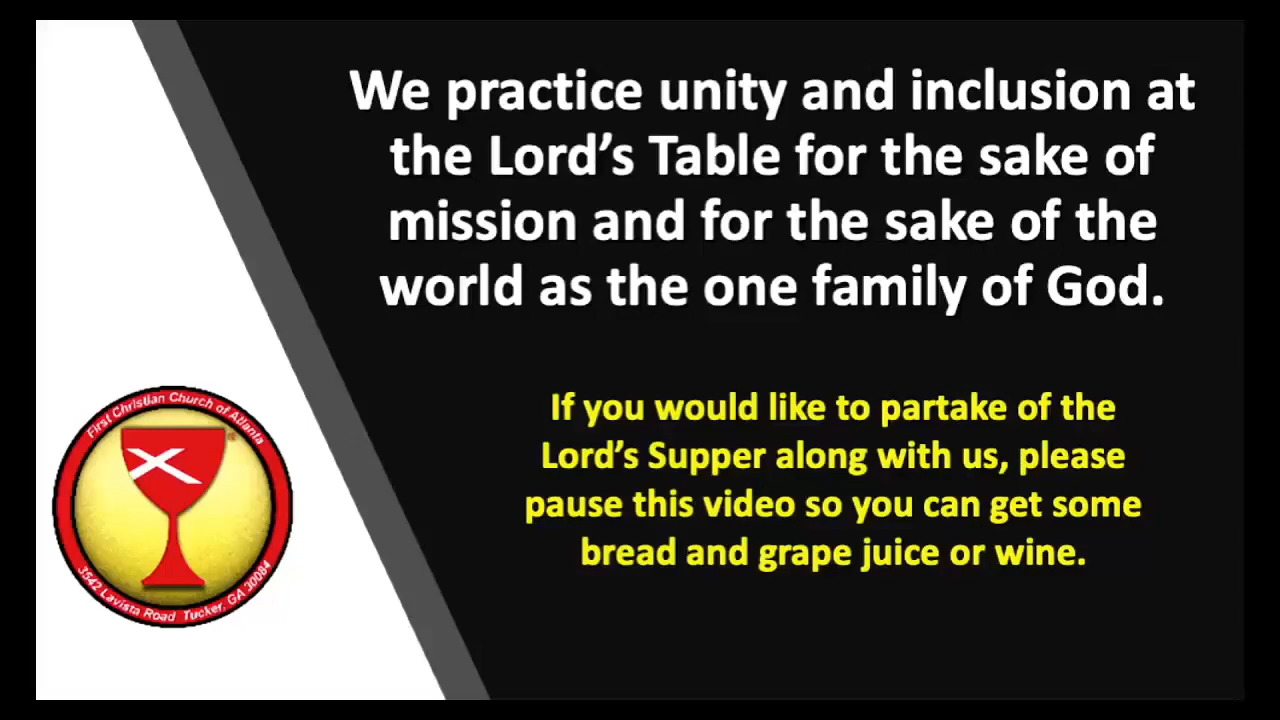 We practice unity and inclusion at
the Lord’s Table for the sake of
mission and for the sake of the
world as the one family of God.
If you would like to partake of the
Lord’s Supper along with us, please
pause this video so you can get some
bread and grape juice or wine.
First Christian Church of Atlanta
3542 Lavista Road Tucker, GA 30084